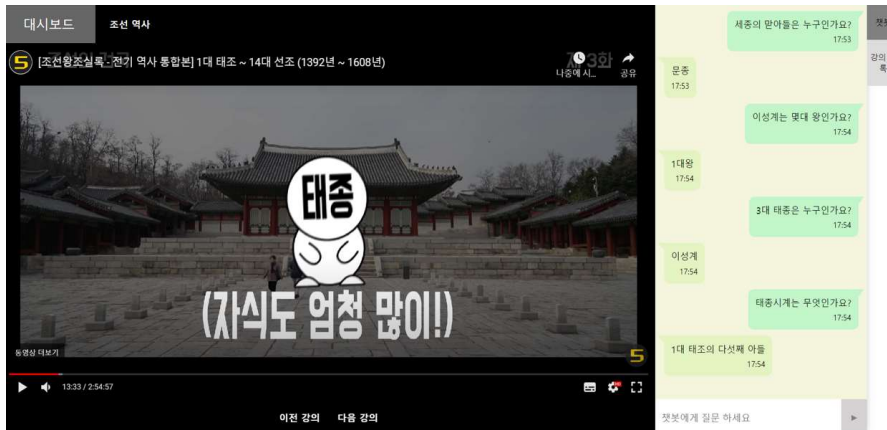 대시보드
조선 역사
5
[조선왕조실록 - 전기 역사 통합본] 1대 태조 ~ 14대 선조 (1392년 ~ 1608년)
제3화
나중에 시...
공유
태종
(자식도 엄청 많이!)
동영상 더보기
5
13:33 / 2:54:57
이전 강의
다음 강의
세종의 맏아들은 누구인가요?
17:53
문종
17:53
이성계는 몇대 왕인가요?
17:54
1대왕
17:54
3대 태종은 누구인가요?
17:54
이성계
17:54
태종시계는 무엇인가요?
17:54
1대 태조의 다섯째 아들
17:54
챗봇에게 질문 하세요